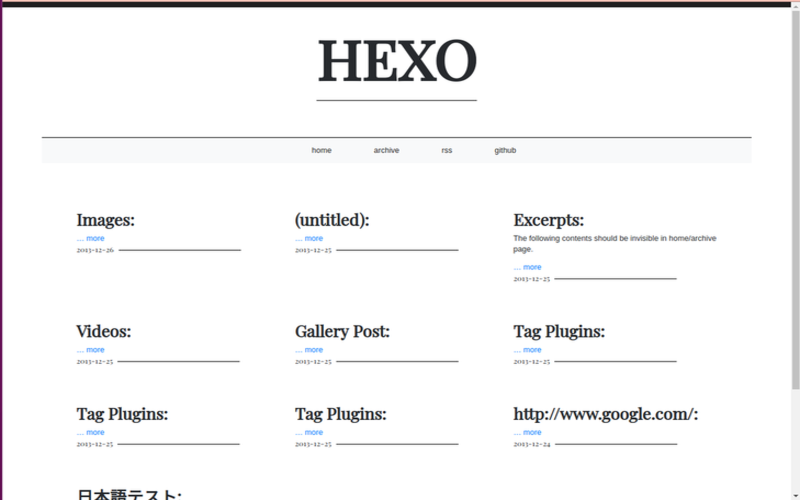 HEXO
home archive rss github
Images:
... more
2013-12-26
(untitled):
... more
2013-12-25
Excerpts:
The following contents should be invisible in home/archive
page.
... more
2013-12-25
Videos:
... more
2013-12-25
Gallery Post:
... more
2013-12-25
Tag Plugins:
... more
2013-12-25
Tag Plugins:
... more
2013-12-25
Tag Plugins:
... more
2013-12-25
http://www.google.com/:
... more
2013-12-24
日本語テスト: